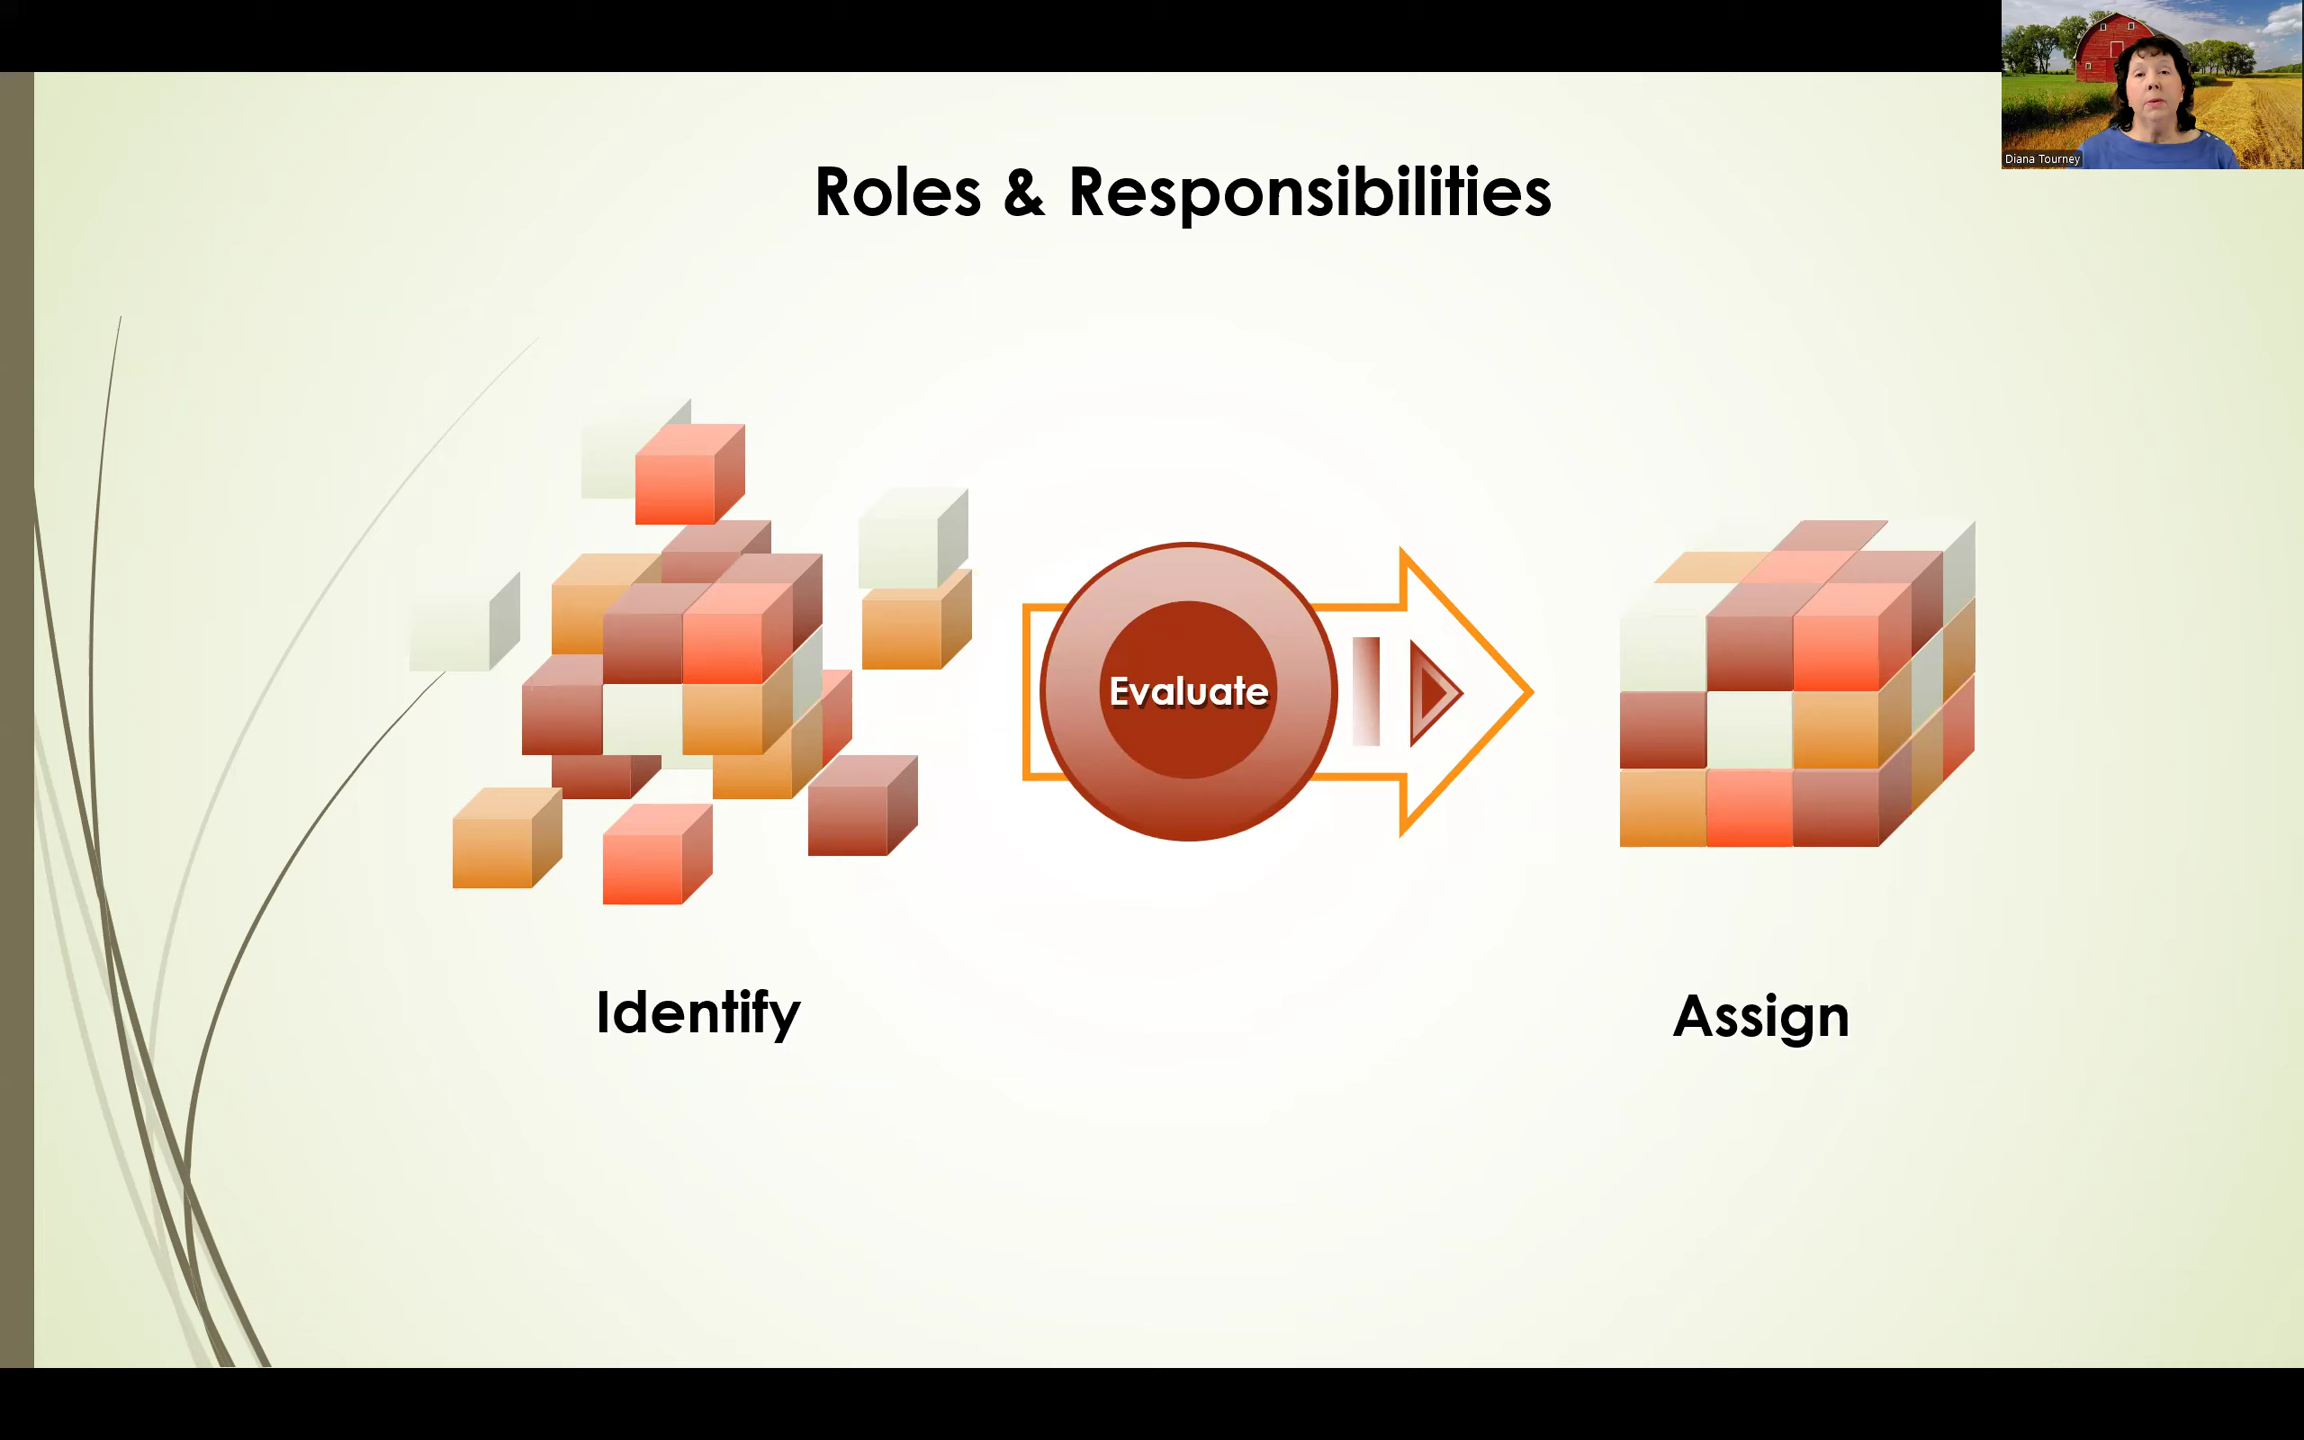 Diana Tourney
Roles & Responsibilities
Evaluate
Identify
Assign